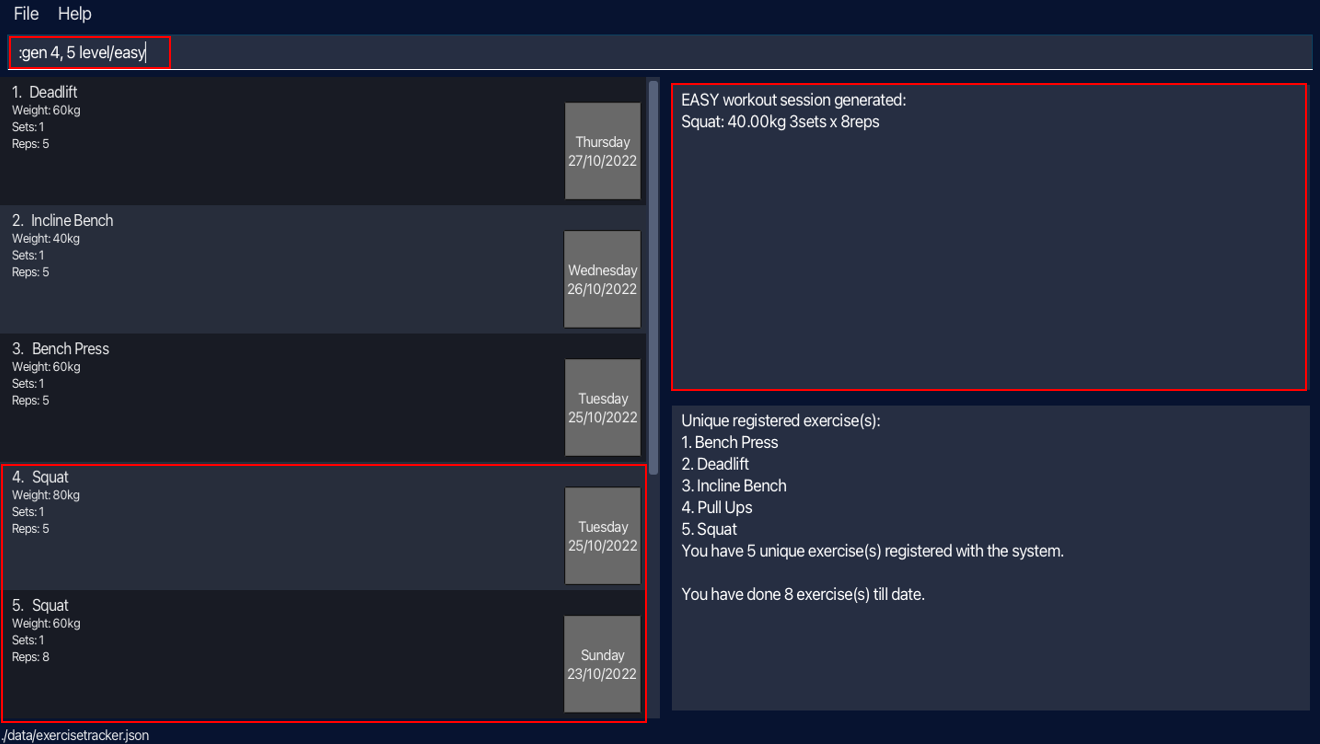 File Help
:gen 4, 5 level/easy
1. Deadlift
Weight: 60kg
Sets: 1
Reps: 5
Thursday
27/10/2022
2. Incline Bench
Weight: 40kg
Sets: 1
Reps: 5
Wednesday
26/10/2022
3. Bench Press
Weight: 60kg
Sets: 1
Reps: 5
Tuesday
25/10/2022
4. Squat
Weight: 80kg
Sets: 1
Reps: 5
Tuesday
25/10/2022
5. Squat
Weight: 60kg
Sets: 1
Reps: 8
Sunday
23/10/2022
EASY workout session generated:
Squat: 40.00kg 3sets x 8reps
Unique registered exercise(s):
1. Bench Press
2. Deadlift
3. Incline Bench
4. Pull Ups
5. Squat
You have 5 unique exercise(s) registered with the system.
You have done 8 exercise(s) till date.
./data/exercisetracker.json